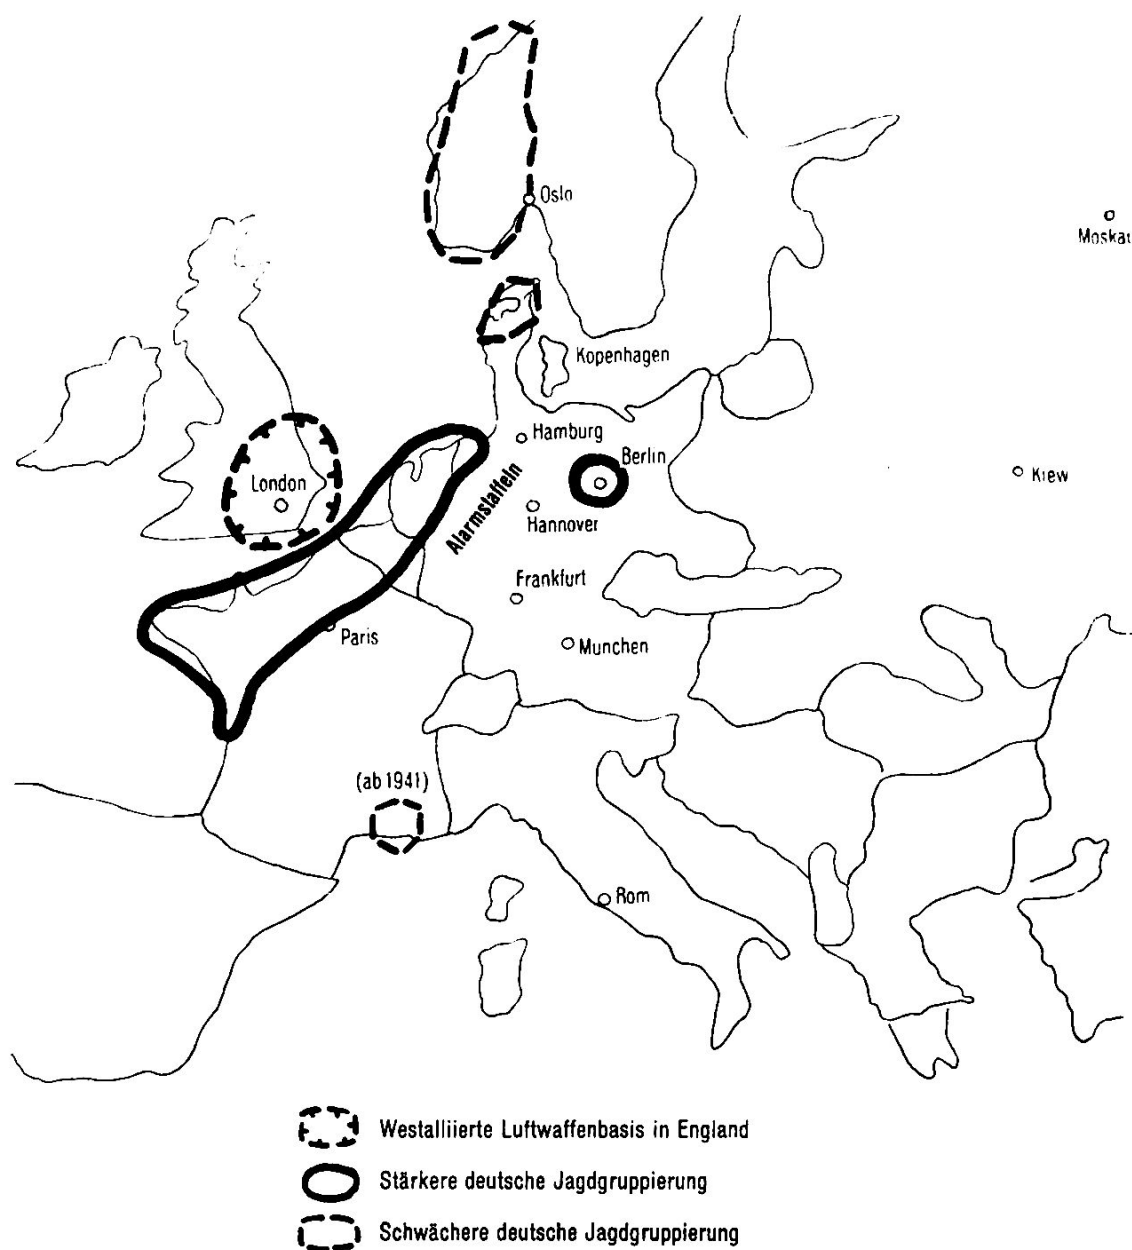 Oslo
Moskau
Kopenhagen
Hamburg
Berlin
London
Alarmstaffeln
Hannover
Kiew
Frankfurt
Paris
Munchen
(ab 1941)
Rom
Westalliierte Luftwaffenbasis in England
Stärkere deutsche Jagdgruppierung
Schwächere deutsche Jagdgruppierung